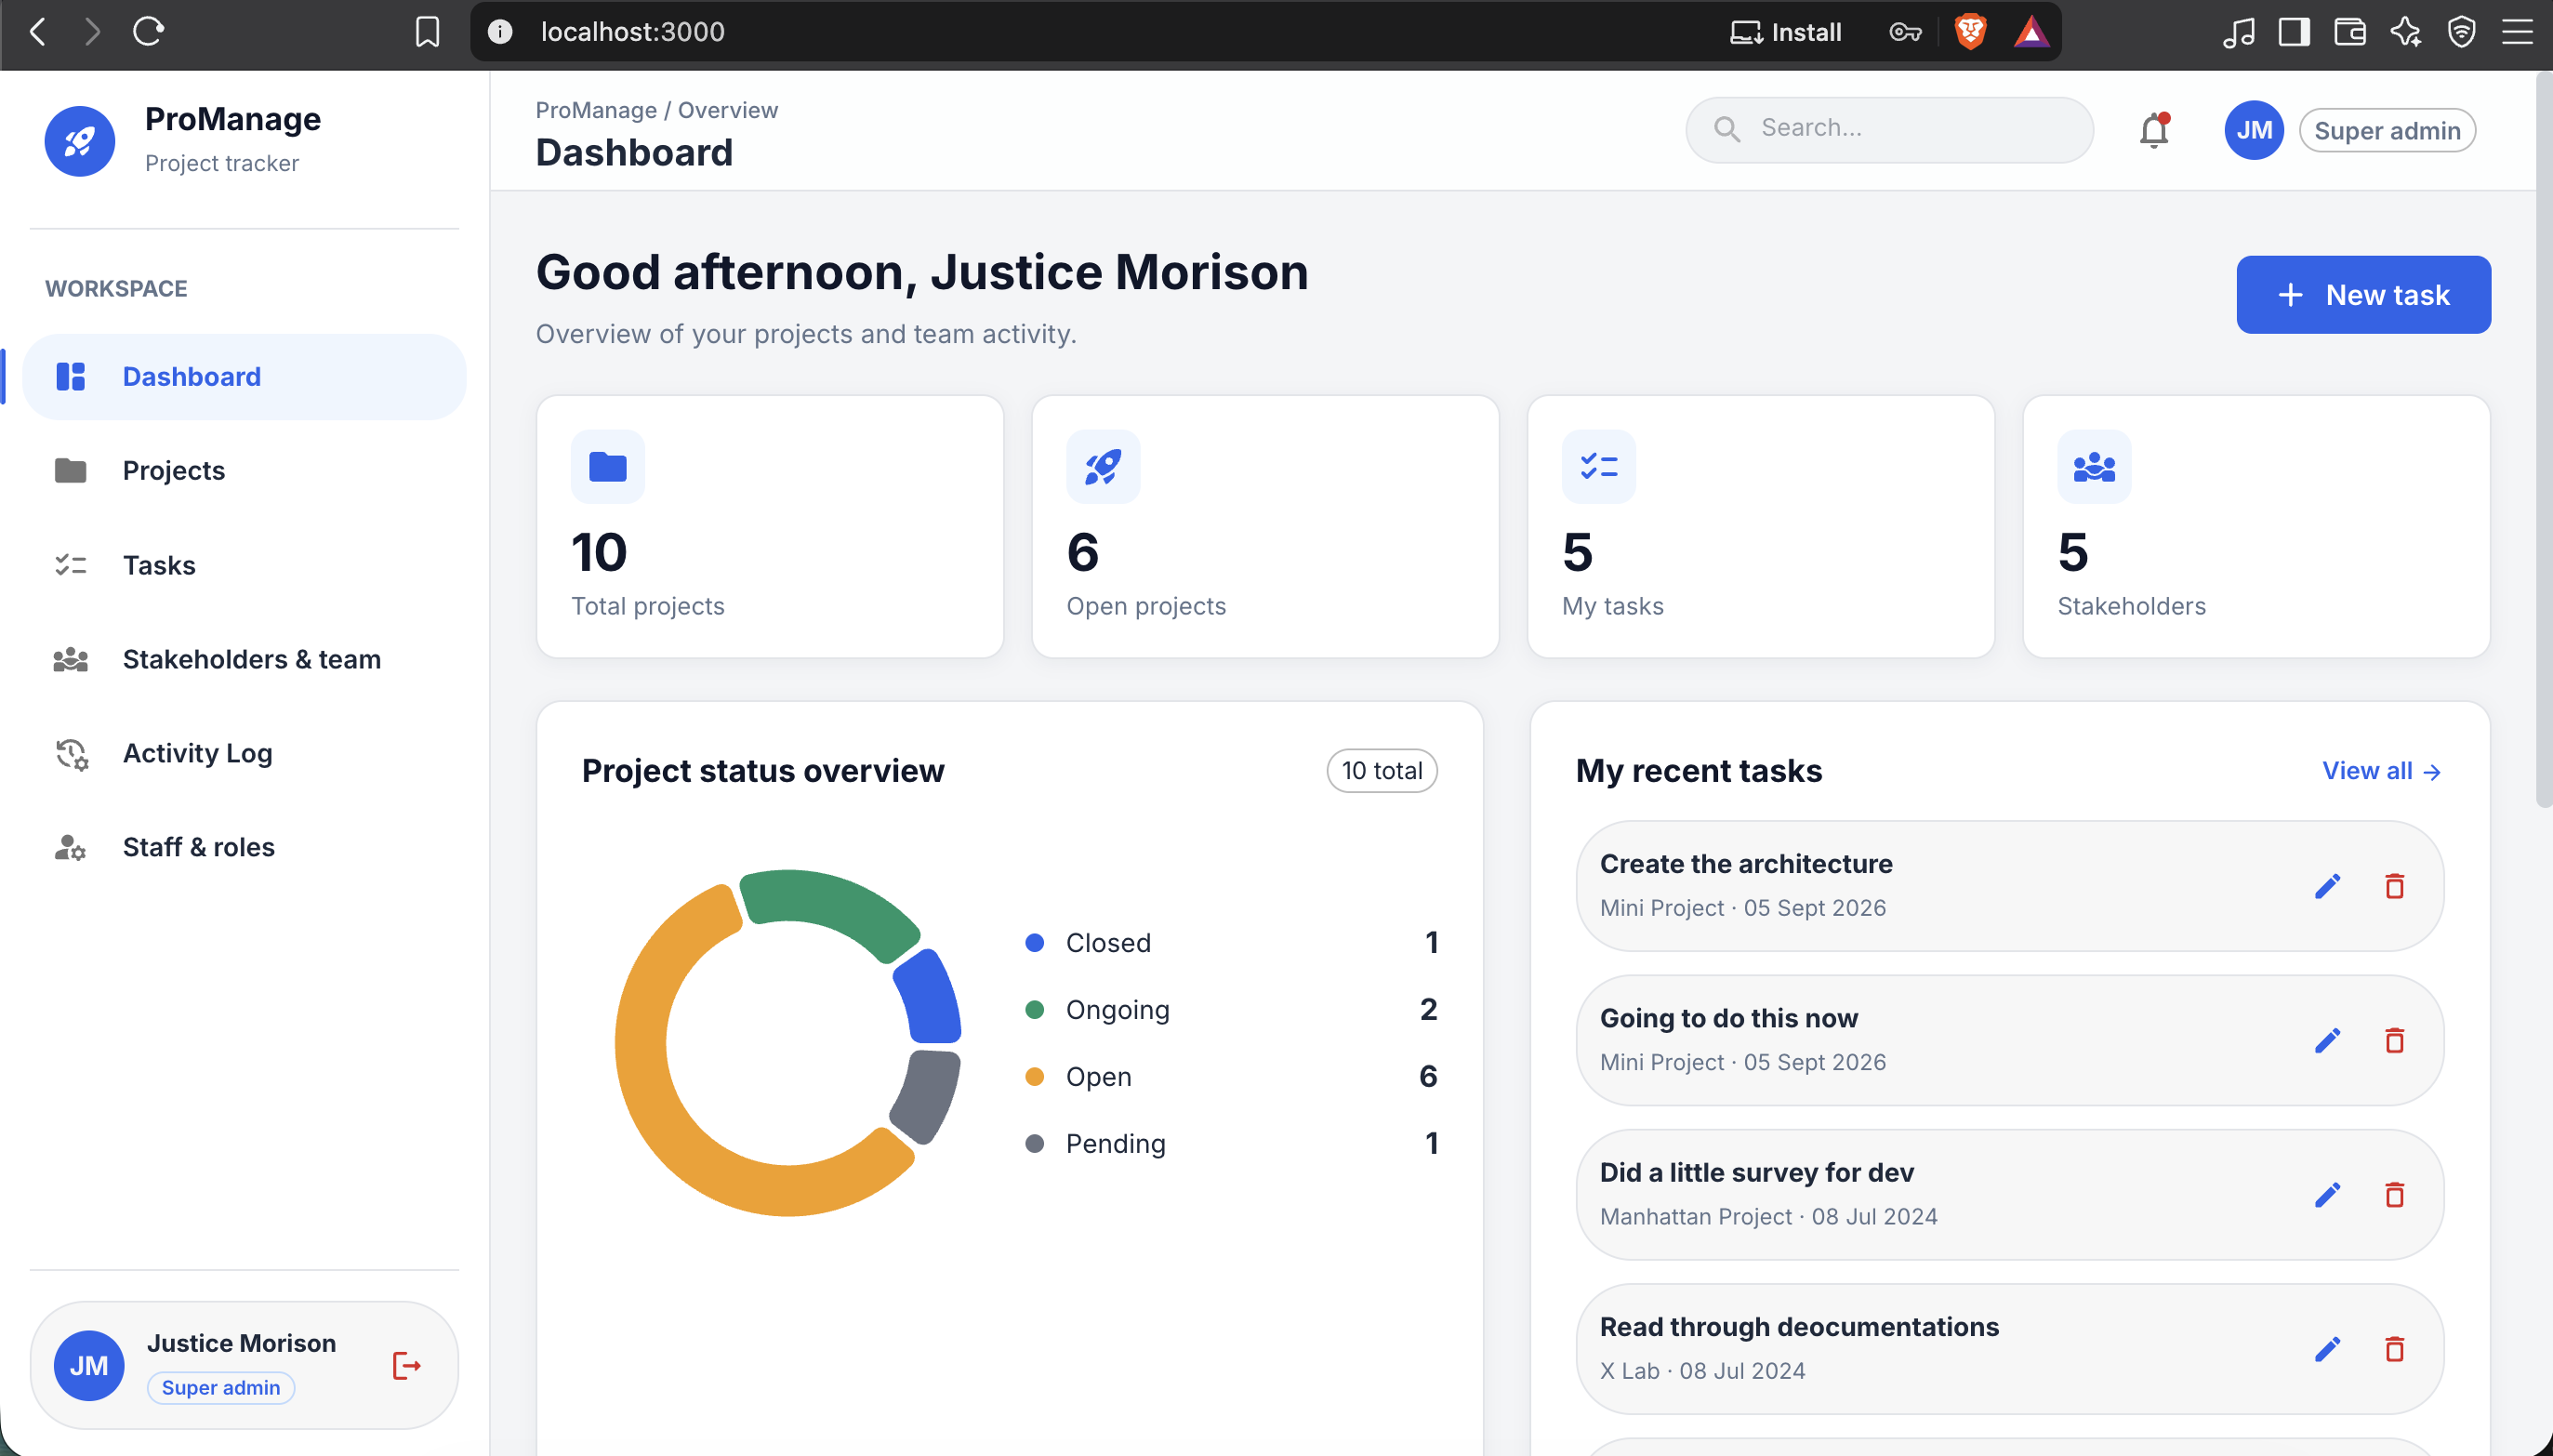 localhost:3000
Install
ProManage
Project tracker
WORKSPACE
Dashboard
Projects
Tasks
Stakeholders & team
Activity Log
Staff & roles
JM
Justice Morison
Super admin
ProManage / Overview
Dashboard
Search...
JM
Super admin
Good afternoon, Justice Morison
Overview of your projects and team activity.
+ New task
10
Total projects
6
Open projects
5
My tasks
5
Stakeholders
Project status overview
10 total
Closed 1
Ongoing 2
Open 6
Pending 1
My recent tasks
View all →
Create the architecture
Mini Project · 05 Sept 2026
Going to do this now
Mini Project · 05 Sept 2026
Did a little survey for dev
Manhattan Project · 08 Jul 2024
Read through deocumentations
X Lab · 08 Jul 2024